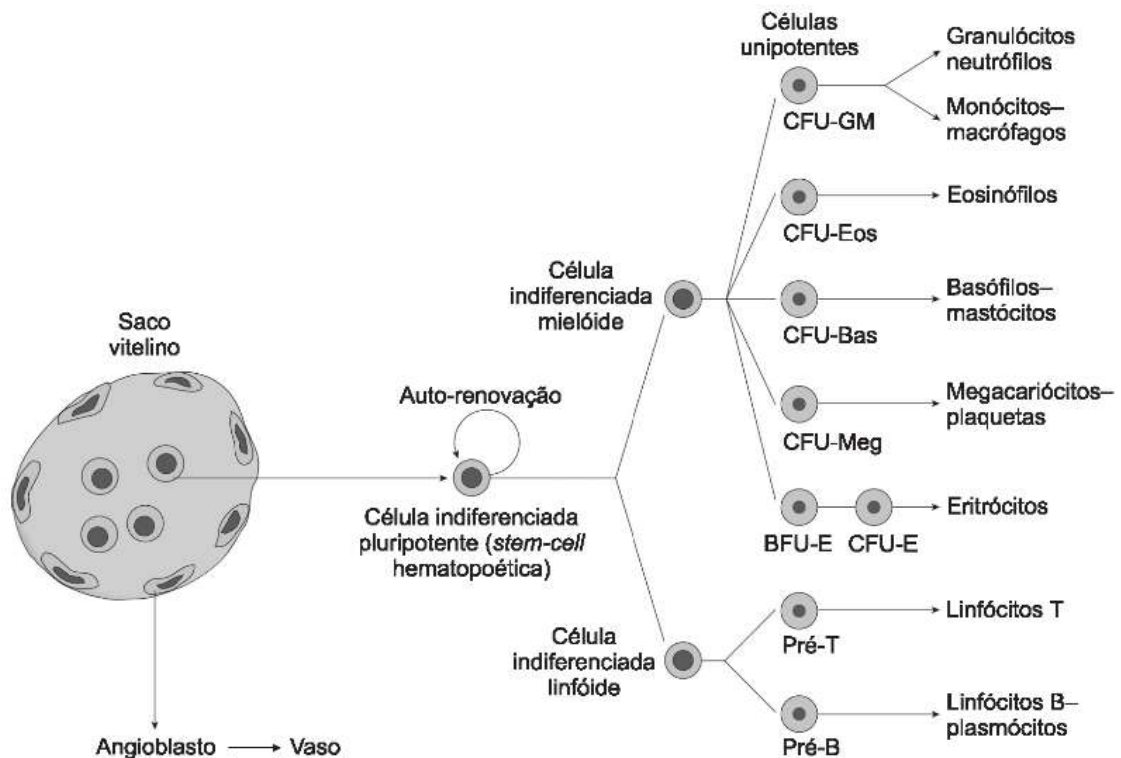 Células
unipotentes
Granulócitos
neutrófilos
CFU-GM
Monócitos–
macrófagos
Eosinófilos
CFU-Eos
Célula
indiferenciada
mielóide
Basófilos–
mastócitos
CFU-Bas
Saco
vitelino
Auto-renovação
Megacariócitos–
plaquetas
CFU-Meg
Célula indiferenciada
pluripotente (stem-cell
hematopoética)
Eritrócitos
BFU-E CFU-E
Célula
indiferenciada
linfóide
Linfócitos T
Pré-T
Linfócitos B–
plasmócitos
Pré-B
Angioblasto
Vaso